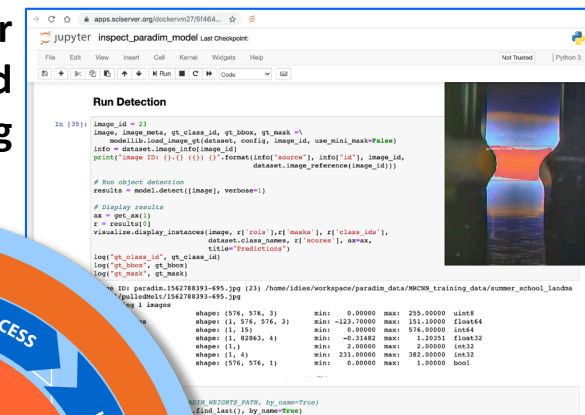 r
d
g
apps.sciserver.org/dockervm27/5f464...
jupyter inspect_paradim_model Last Checkpoint:
File Edit View Insert Cell Kernel Widgets Help
Not Trusted Python 3
Run Code
Run Detection
In [35]: image_id = 23
image, image_meta, gt_class_id, gt_bbox, gt_mask =\
modellib.load_image_gt(dataset, config, image_id, use_mini_mask=False)
info = dataset.image_info[image_id]
print("image ID: {}.{} ({}) {}".format(info["source"], info["id"], image_id,
dataset.image_reference(image_id)))
# Run object detection
results = model.detect([image], verbose=1)
# Display results
ax = get_ax(1)
r = results[0]
visualize.display_instances(image, r['rois'], r['masks'], r['class_ids'],
dataset.class_names, r['scores'], ax=ax,
title="Predictions")
log("gt_class_id", gt_class_id)
log("gt_bbox", gt_bbox)
log("gt_mask", gt_mask)
ID: paradim.1562788393-695.jpg (23) /home/idies/workspace/paradim_data/MRCNN_training_data/summer_school_landma
/pulledMelt/1562788393-695.jpg
ng 1 images
shape: (576, 576, 3) min: 0.00000 max: 255.00000 uint8
shape: (1, 576, 576, 3) min: -123.70000 max: 151.10000 float64
shape: (1, 15) min: 0.00000 max: 576.00000 int64
shape: (1, 82863, 4) min: -0.31482 max: 1.20351 float32
shape: (1,) min: 2.00000 max: 2.00000 int32
shape: (1, 4) min: 231.00000 max: 382.00000 int32
shape: (576, 576, 1) min: 0.00000 max: 1.00000 bool
CESS
ADIM_WEIGHTS_PATH, by_name=True)
.find_last(), by_name=True)